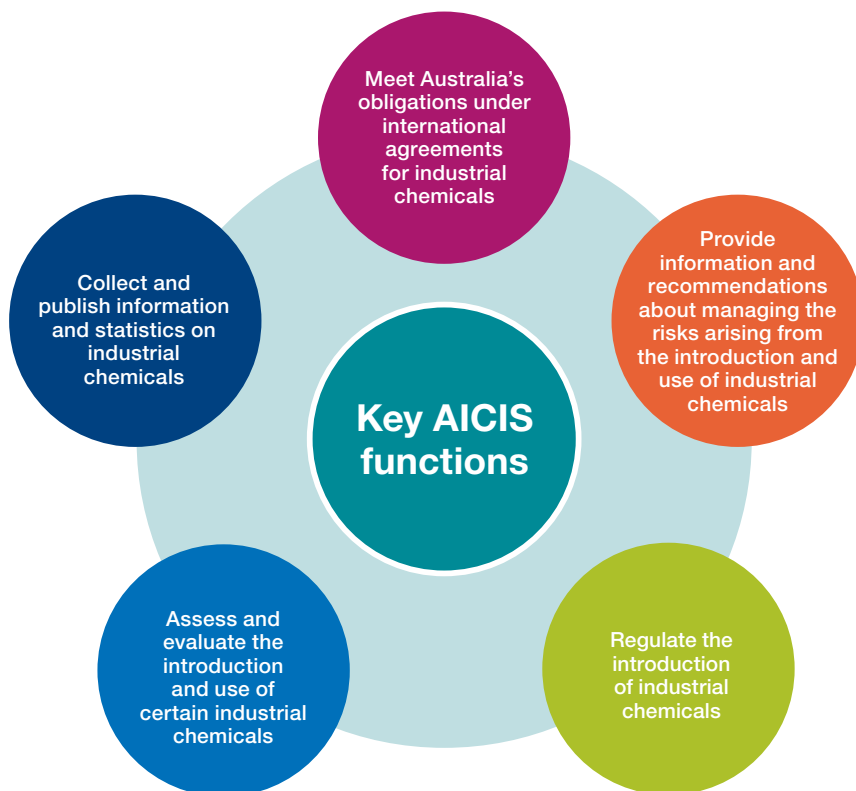 Meet Australia’s
obligations under
international
agreements
for industrial
chemicals
Provide
information and
recommendations
about managing the
risks arising from
the introduction and
use of industrial
chemicals
Collect and
publish information
and statistics on
industrial
chemicals
Key AICIS
functions
Assess and
evaluate the
introduction
and use of
certain industrial
chemicals
Regulate the
introduction
of industrial
chemicals